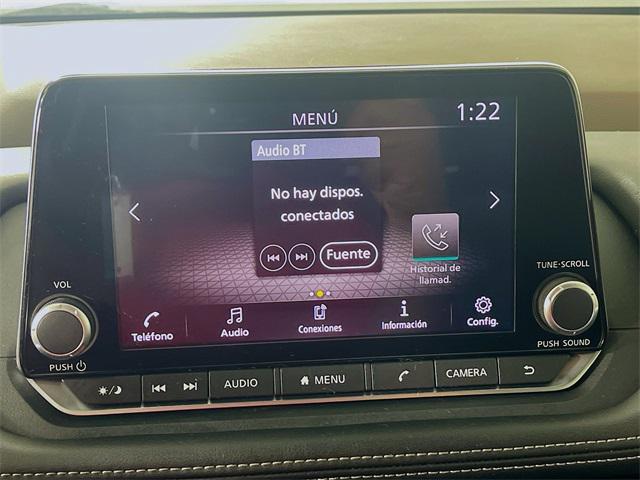 MENÚ
1:22
Audio BT
No hay dispos.
conectados
Fuente
Historial de
llamad.
VOL
TUNE·SCROLL
Teléfono
Audio
Conexiones
Información
Config.
PUSH
PUSH SOUND
AUDIO
MENU
CAMERA